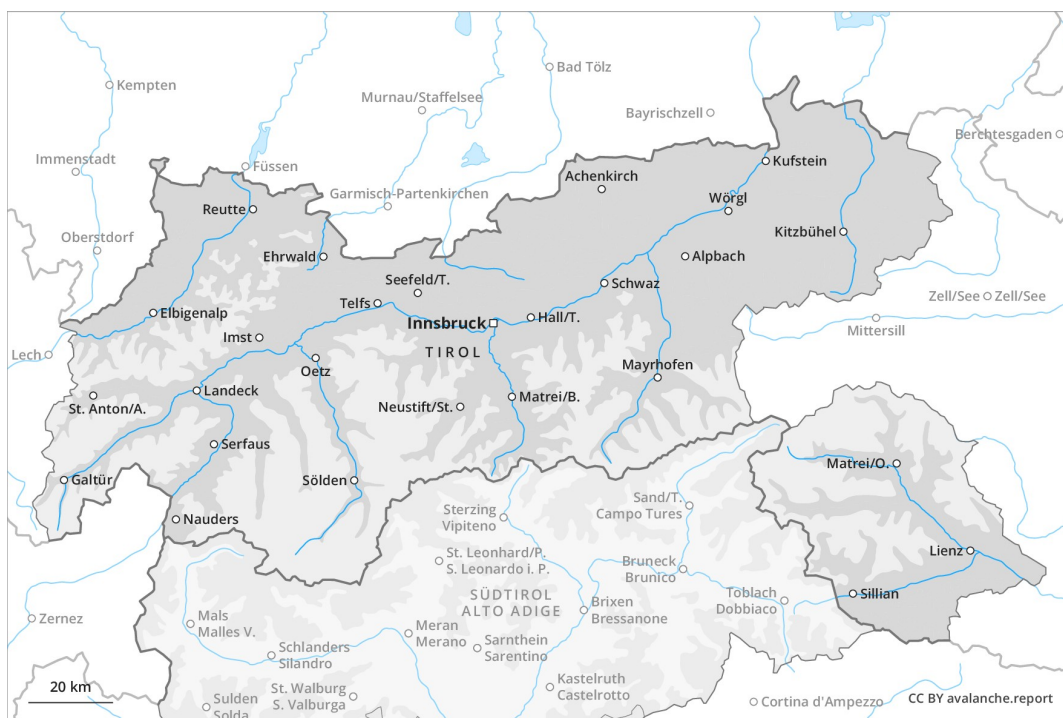 Kempten
Bad Tölz
Murnau/Staffelsee
Bayrischzell
Berchtesgaden
Immenstadt
Füssen
Kufstein
Garmisch-Partenkirchen
Achenkirch
Reutte
Wörgl
Oberstdorf
Kitzbühel
Ehrwald
Alpbach
Seefeld/T.
Schwaz
Telfs
Zell/See
Zell/See
Elbigenalp
Innsbruck
Hall/T.
Mittersill
Imst
TIROL
Lech
Oetz
Mayrhofen
Landeck
St. Anton/A.
Neustift/St.
Matrei/B.
Serfaus
Matrei/O.
Galtür
Sölden
Sand/T.
Campo Tures
Sterzing
Vipiteno
Nauders
Lienz
St. Leonhard/P.
S. Leonardo i. P.
Bruneck
Brunico
SÜDTIROL
ALTO ADIGE
Sillian
Toblach
Dobbiaco
Brixen
Bressanone
Zernez
Mals
Malles V.
Meran
Merano
Sarnthein
Sarentino
Schlanders
Silandro
Kastelruth
Castelrotto
20 km
St. Walburg
S. Valburga
Sulden
Solda
Cortina d'Ampezzo
CC BY avalanche.report